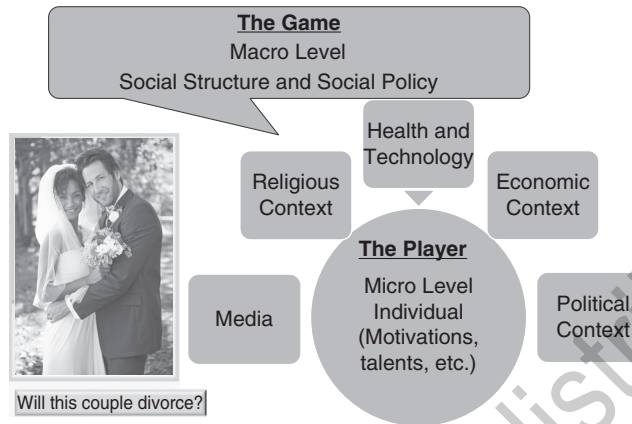 The Game
Macro Level
Social Structure and Social Policy
Health and
Technology
Religious
Context
Economic
Context
The Player
Micro Level
Individual
(Motivations,
talents, etc.)
Media
Political
Context
Will this couple divorce?